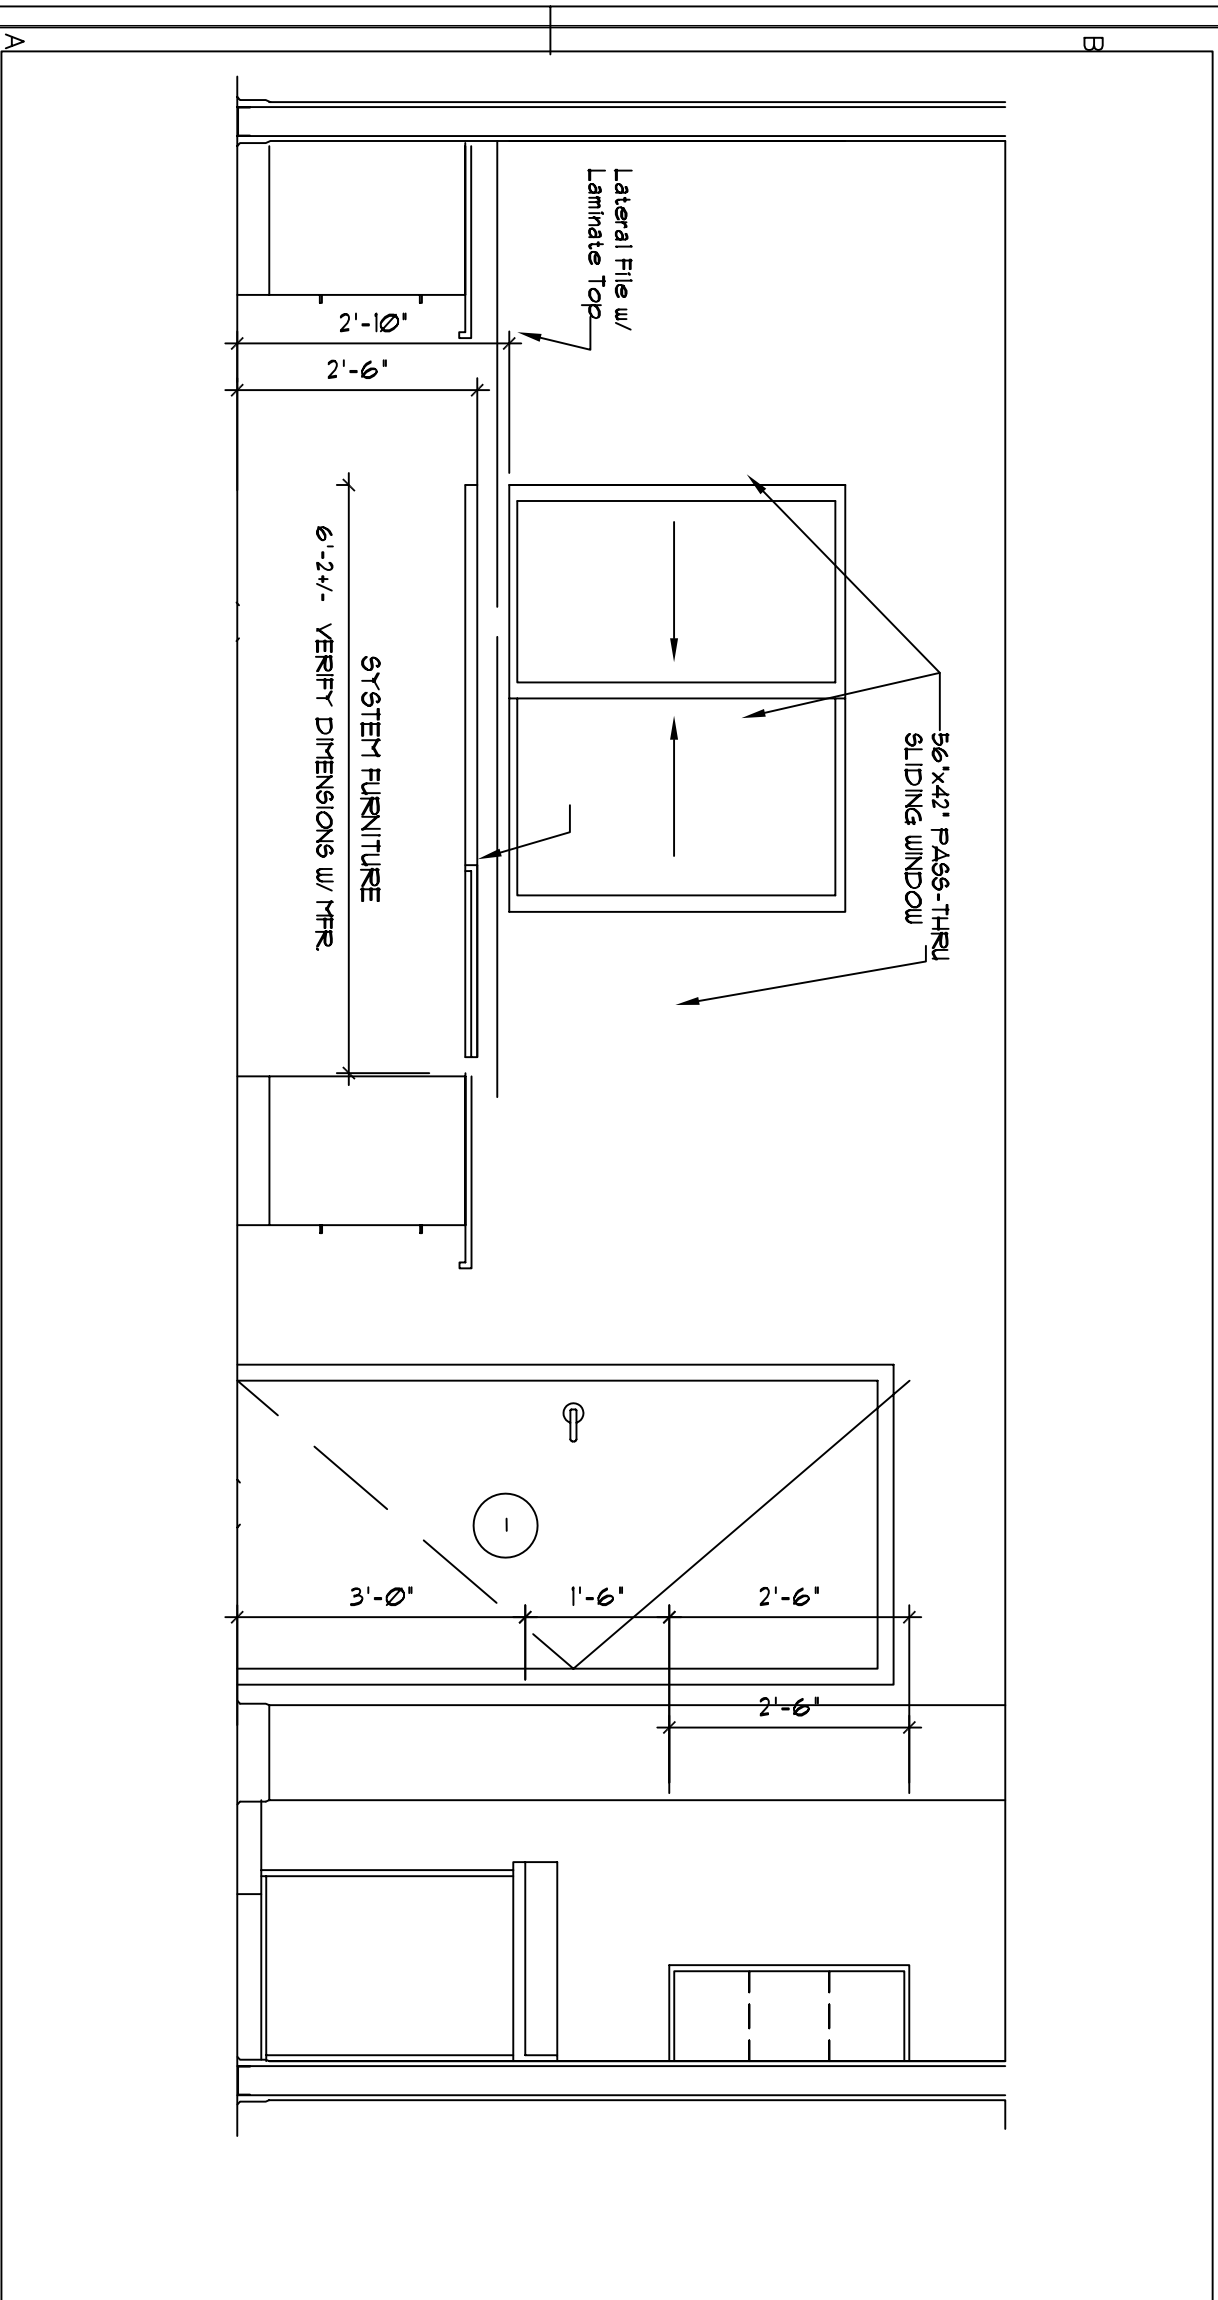 A
B
Lateral File w/
Laminate Top
2'-10"
2'-6"
56"x42" PASS-THRU
SLIDING WINDOW
SYSTEM FURNITURE
6'-2+/- VERIFY DIMENSIONS W/ MFR.
3'-0"
1'-6"
2'-6"
2'-6"